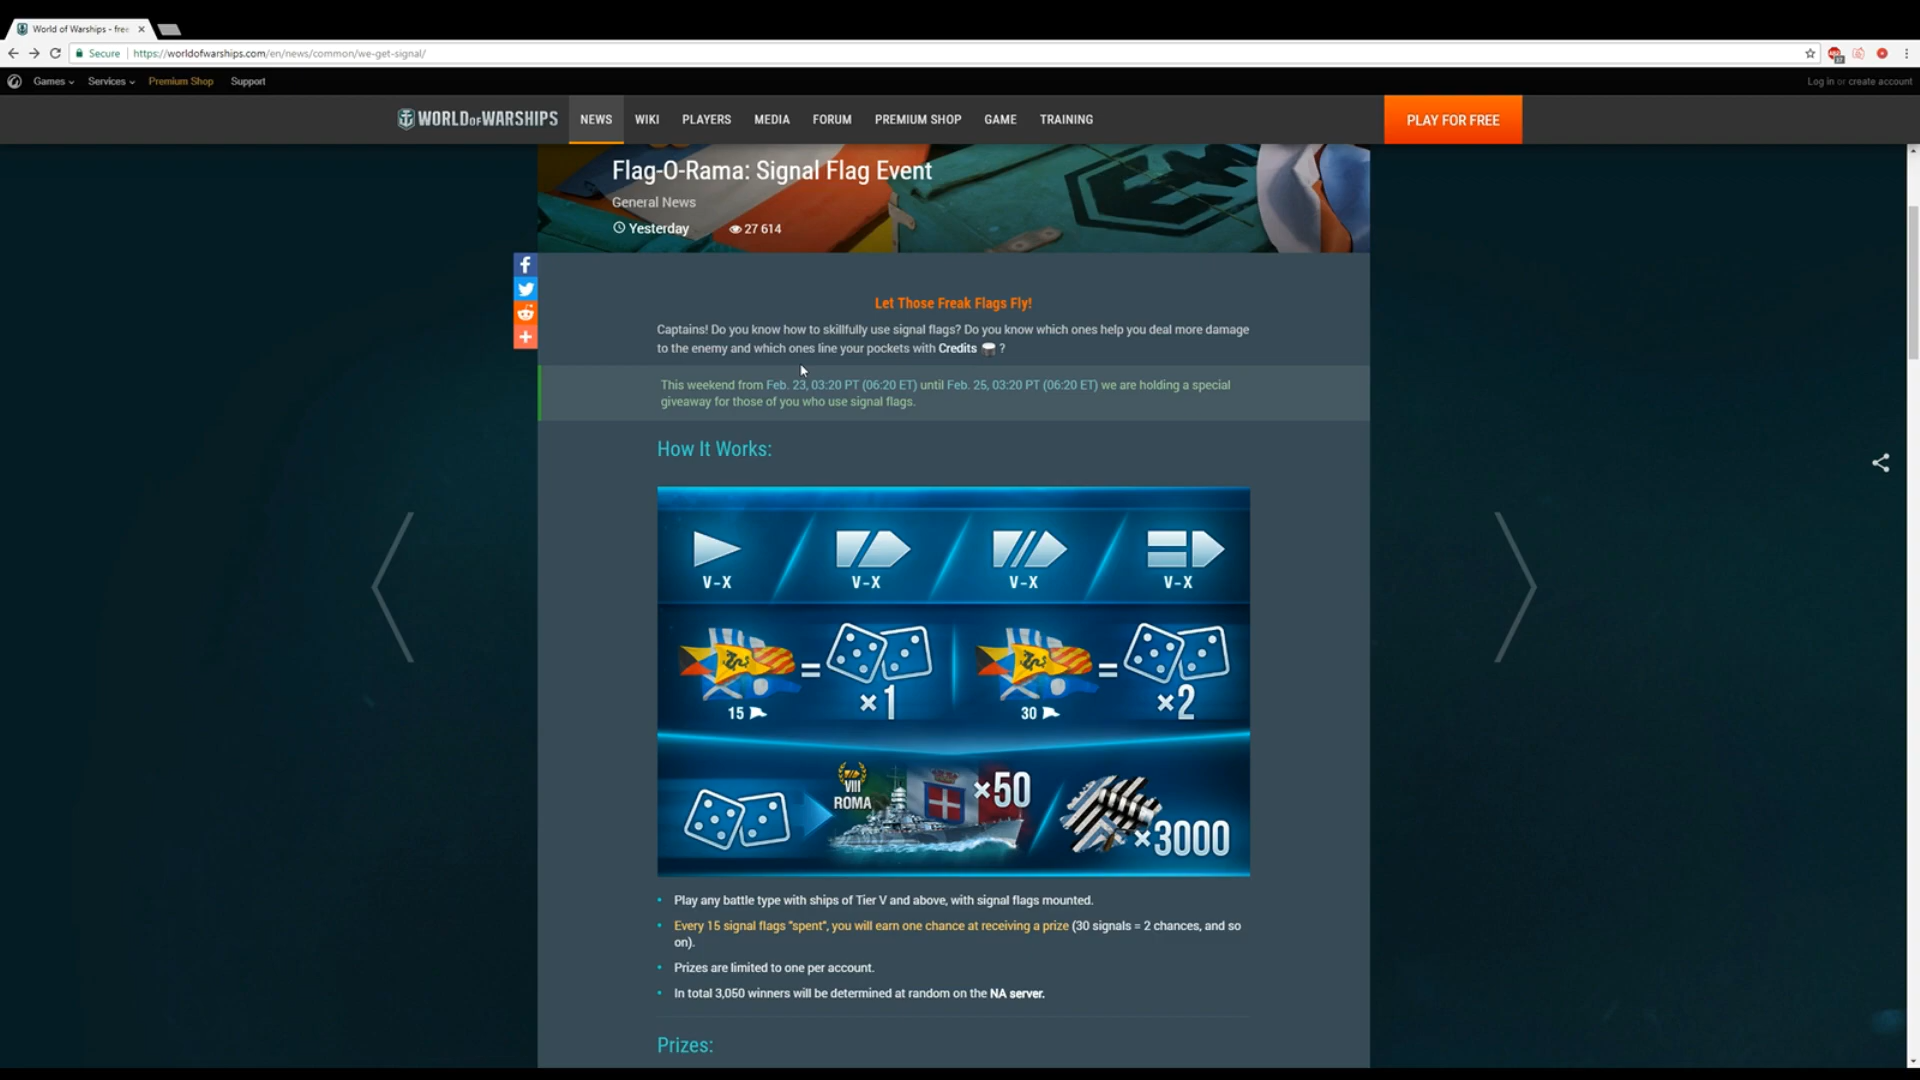 World of Warships - free
Secure
https://worldofwarships.com/en/news/common/we-get-signal/
Games
Services
Premium Shop
Support
Log in or create account
WORLD OF WARSHIPS
NEWS
WIKI
PLAYERS
MEDIA
FORUM
PREMIUM SHOP
GAME
TRAINING
PLAY FOR FREE
Flag-O-Rama: Signal Flag Event
General News
Yesterday
27 614
Let Those Freak Flags Fly!
Captains! Do you know how to skillfully use signal flags? Do you know which ones help you deal more damage
to the enemy and which ones line your pockets with Credits ?
This weekend from Feb. 23, 03:20 PT (06:20 ET) until Feb. 25, 03:20 PT (06:20 ET) we are holding a special
giveaway for those of you who use signal flags.
How It Works:
V-X
V-X
V-X
V-X
15
=
×1
30
=
×2
VIII
ROMA
×50
×3000
• Play any battle type with ships of Tier V and above, with signal flags mounted.
• Every 15 signal flags "spent", you will earn one chance at receiving a prize (30 signals = 2 chances, and so
on).
• Prizes are limited to one per account.
• In total 3,050 winners will be determined at random on the NA server.
Prizes: